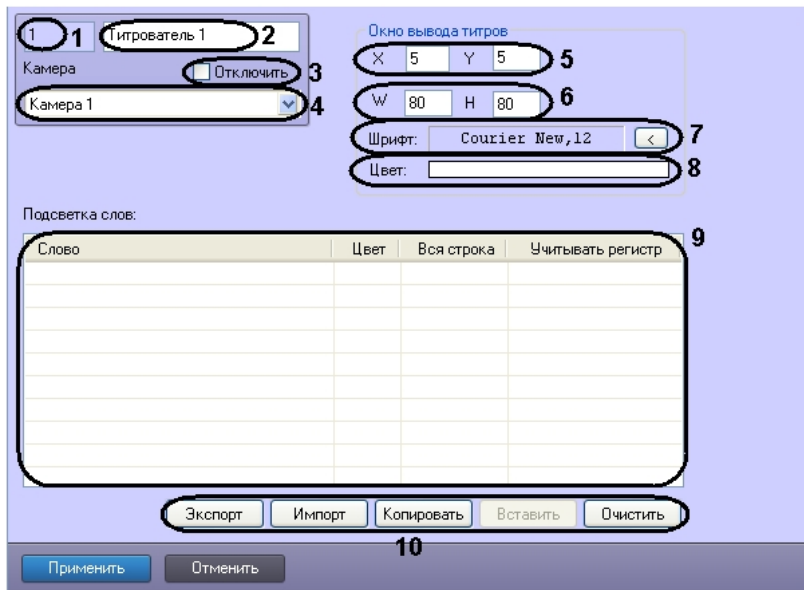 1 1 Титрователь 1 2
Камера Отключить 3
Камера 1 4
Окно вывода титров
X 5 Y 5 5
W 80 H 80 6
Шрифт: Courier New,12 < 7
Цвет: 8
Подсветка слов:
9
Слово Цвет Вся строка Учитывать регистр
Экспорт Импорт Копировать Вставить Очистить
10
Применить Отменить